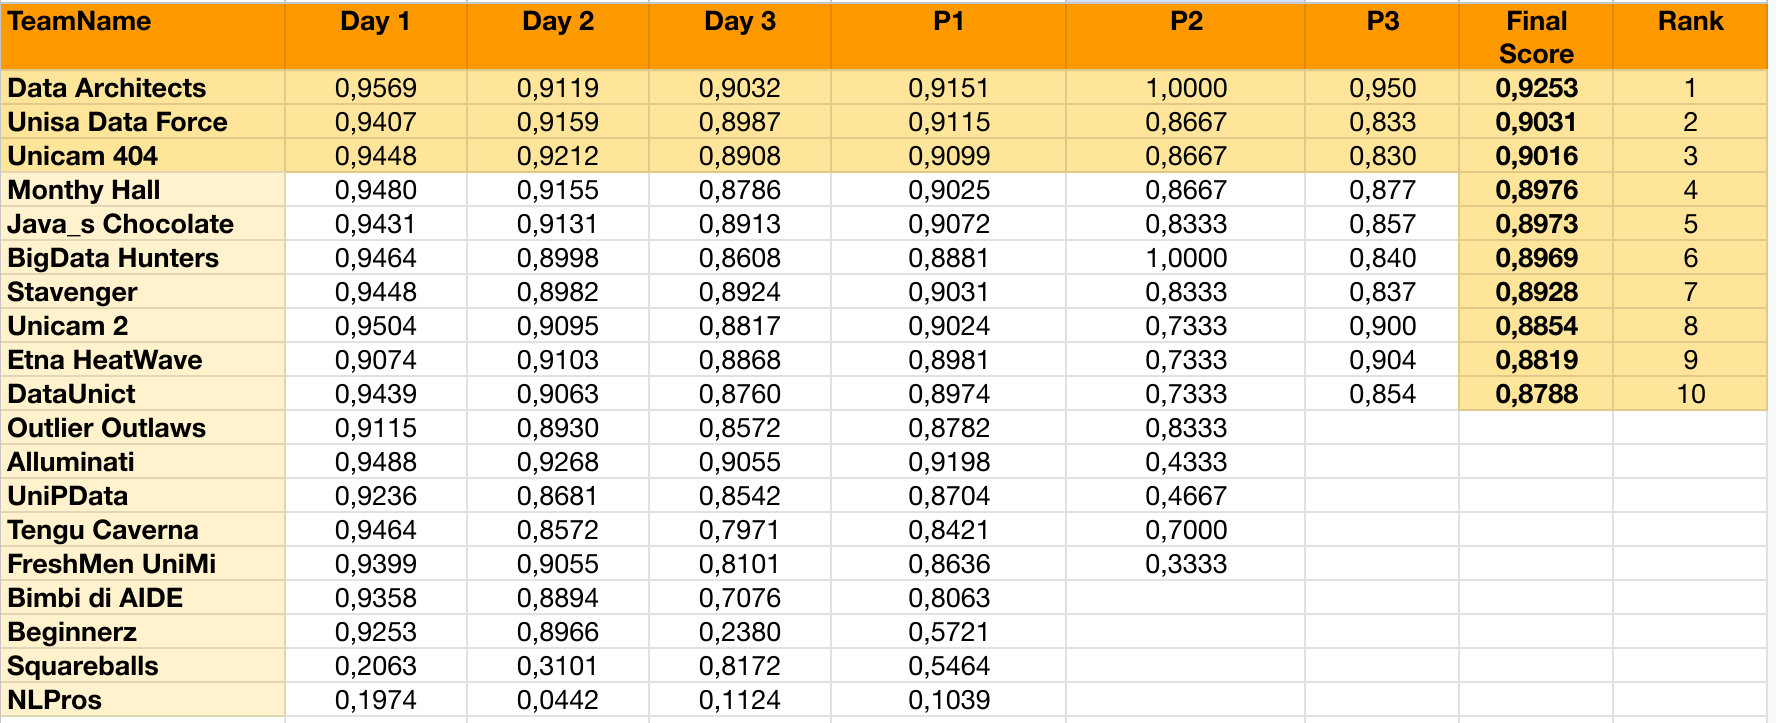 TeamName Day 1 Day 2 Day 3 P1 P2 P3 Final Score Rank
Data Architects 0,9569 0,9119 0,9032 0,9151 1,0000 0,950 0,9253 1
Unisa Data Force 0,9407 0,9159 0,8987 0,9115 0,8667 0,833 0,9031 2
Unicam 404 0,9448 0,9212 0,8908 0,9099 0,8667 0,830 0,9016 3
Monthy Hall 0,9480 0,9155 0,8786 0,9025 0,8667 0,877 0,8976 4
Java_s Chocolate 0,9431 0,9131 0,8913 0,9072 0,8333 0,857 0,8973 5
BigData Hunters 0,9464 0,8998 0,8608 0,8881 1,0000 0,840 0,8969 6
Stavenger 0,9448 0,8982 0,8924 0,9031 0,8333 0,837 0,8928 7
Unicam 2 0,9504 0,9095 0,8817 0,9024 0,7333 0,900 0,8854 8
Etna HeatWave 0,9074 0,9103 0,8868 0,8981 0,7333 0,904 0,8819 9
DataUnict 0,9439 0,9063 0,8760 0,8974 0,7333 0,854 0,8788 10
Outlier Outlaws 0,9115 0,8930 0,8572 0,8782 0,8333
Alluminati 0,9488 0,9268 0,9055 0,9198 0,4333
UniPData 0,9236 0,8681 0,8542 0,8704 0,4667
Tengu Caverna 0,9464 0,8572 0,7971 0,8421 0,7000
FreshMen UniMi 0,9399 0,9055 0,8101 0,8636 0,3333
Bimbi di AIDE 0,9358 0,8894 0,7076 0,8063
Beginnerz 0,9253 0,8966 0,2380 0,5721
Squareballs 0,2063 0,3101 0,8172 0,5464
NLPros 0,1974 0,0442 0,1124 0,1039